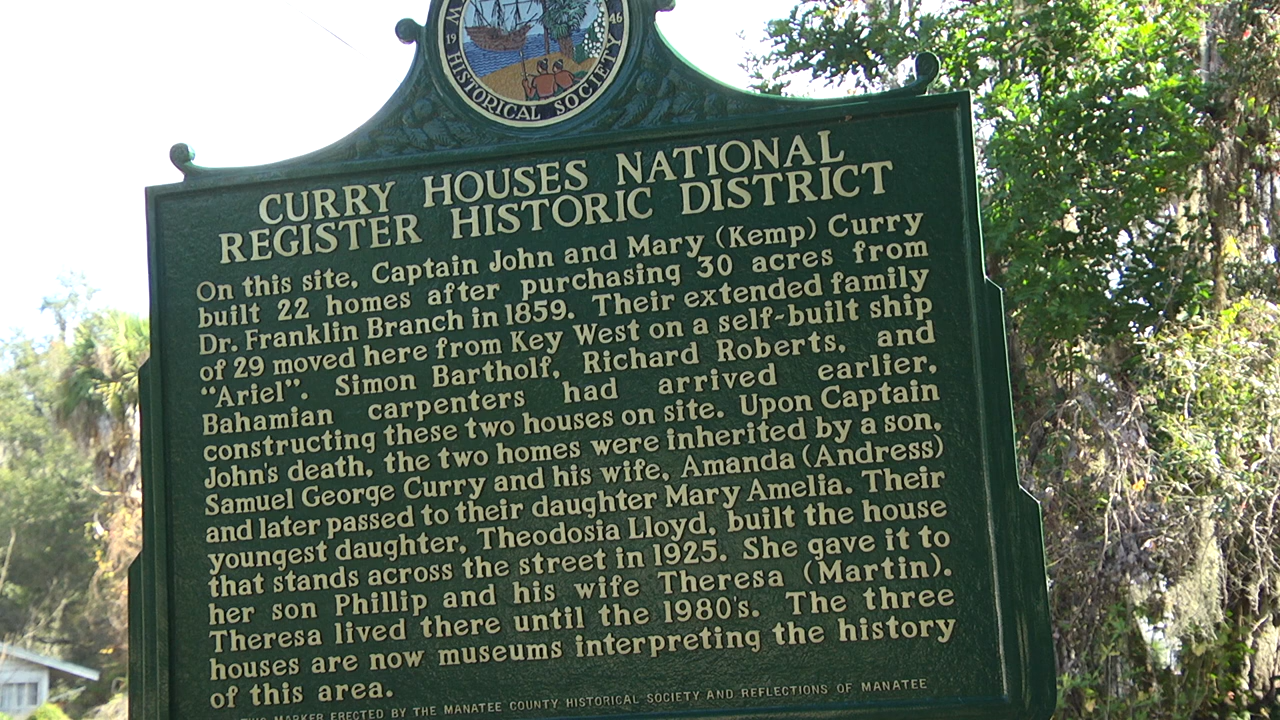 19 46
HISTORICAL SOCIETY
CURRY HOUSES NATIONAL
REGISTER HISTORIC DISTRICT
On this site, Captain John and Mary (Kemp) Curry
built 22 homes after purchasing 30 acres from
Dr. Franklin Branch in 1859. Their extended family
of 29 moved here from Key West on a self-built ship
"Ariel". Simon Bartholf, Richard Roberts, and
Bahamian carpenters had arrived earlier,
constructing these two houses on site. Upon Captain
John's death, the two homes were inherited by a son,
Samuel George Curry and his wife, Amanda (Andress)
and later passed to their daughter Mary Amelia. Their
youngest daughter, Theodosia Lloyd, built the house
that stands across the street in 1925. She gave it to
her son Phillip and his wife Theresa (Martin).
Theresa lived there until the 1980's. The three
houses are now museums interpreting the history
of this area.
THIS MARKER ERECTED BY THE MANATEE COUNTY HISTORICAL SOCIETY AND REFLECTIONS OF MANATEE